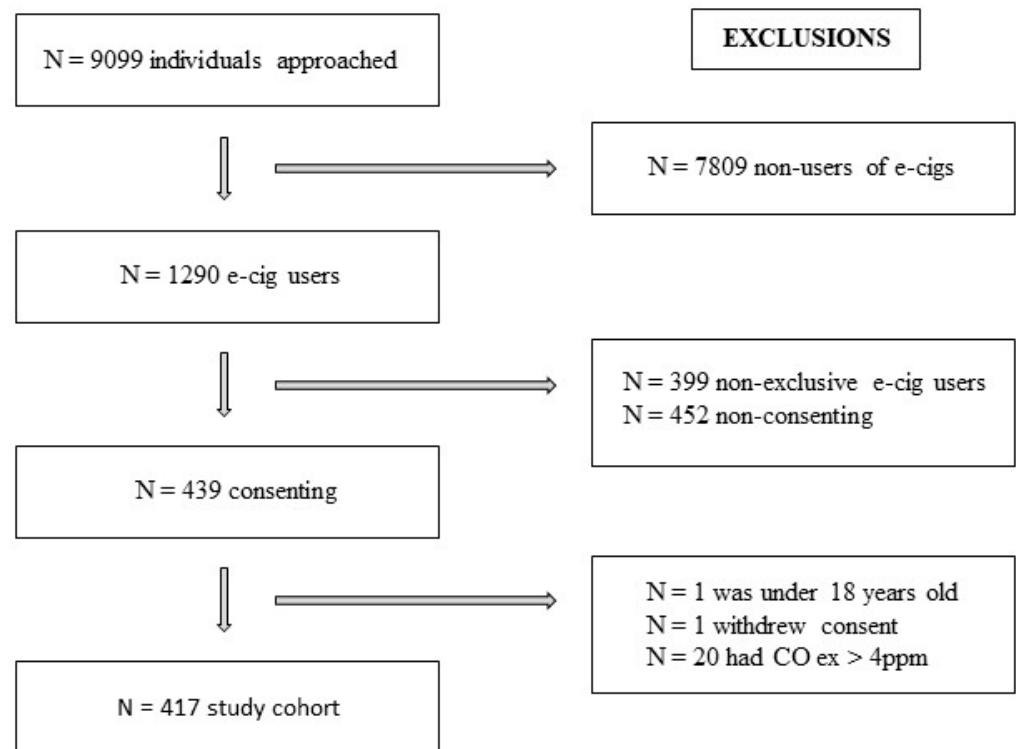 N = 9099 individuals approached
EXCLUSIONS
N = 7809 non-users of e-cigs
N = 1290 e-cig users
N = 399 non-exclusive e-cig users
N = 452 non-consenting
N = 439 consenting
N = 1 was under 18 years old
N = 1 withdrew consent
N = 20 had CO ex > 4ppm
N = 417 study cohort